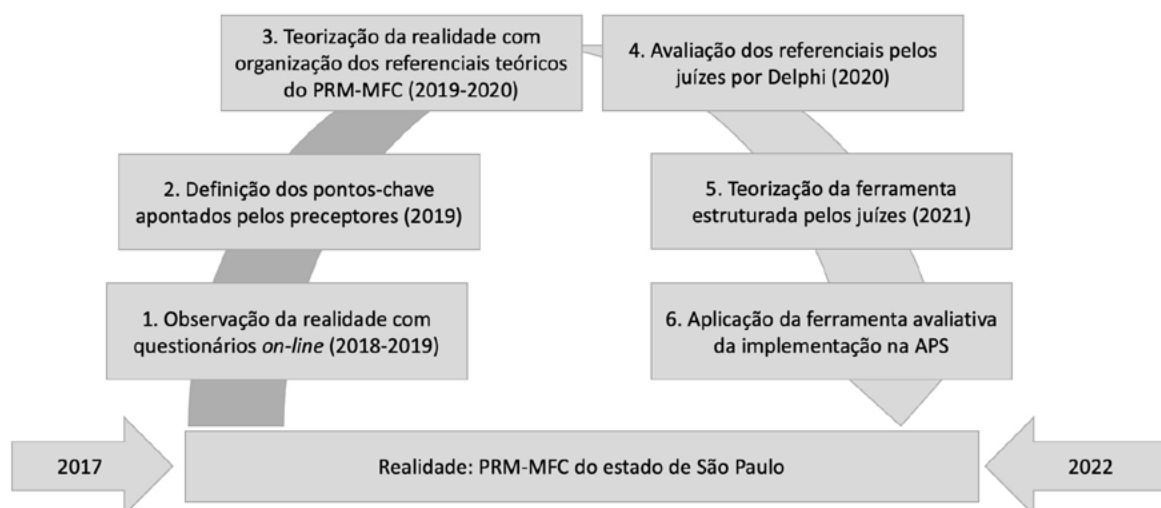 3. Teorização da realidade com
organização dos referenciais teóricos
do PRM-MFC (2019-2020)
4. Avaliação dos referenciais pelos
juízes por Delphi (2020)
2. Definição dos pontos-chave
apontados pelos preceptores (2019)
5. Teorização da ferramenta
estruturada pelos juízes (2021)
1. Observação da realidade com
questionários on-line (2018-2019)
6. Aplicação da ferramenta avaliativa
da implementação na APS
2017
Realidade: PRM-MFC do estado de São Paulo
2022